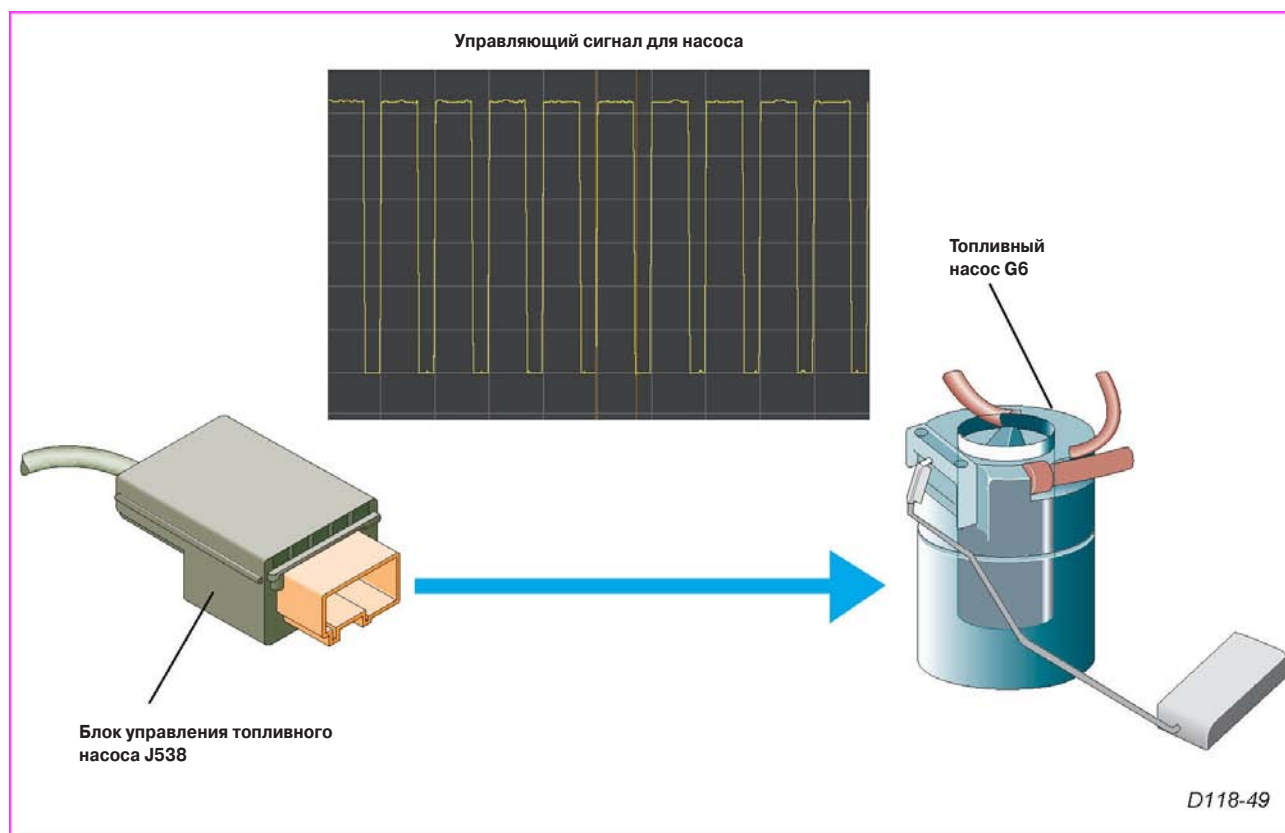 Управляющий сигнал для насоса
Топливный
насос G6
Блок управления топливного
насоса J538
D118-49